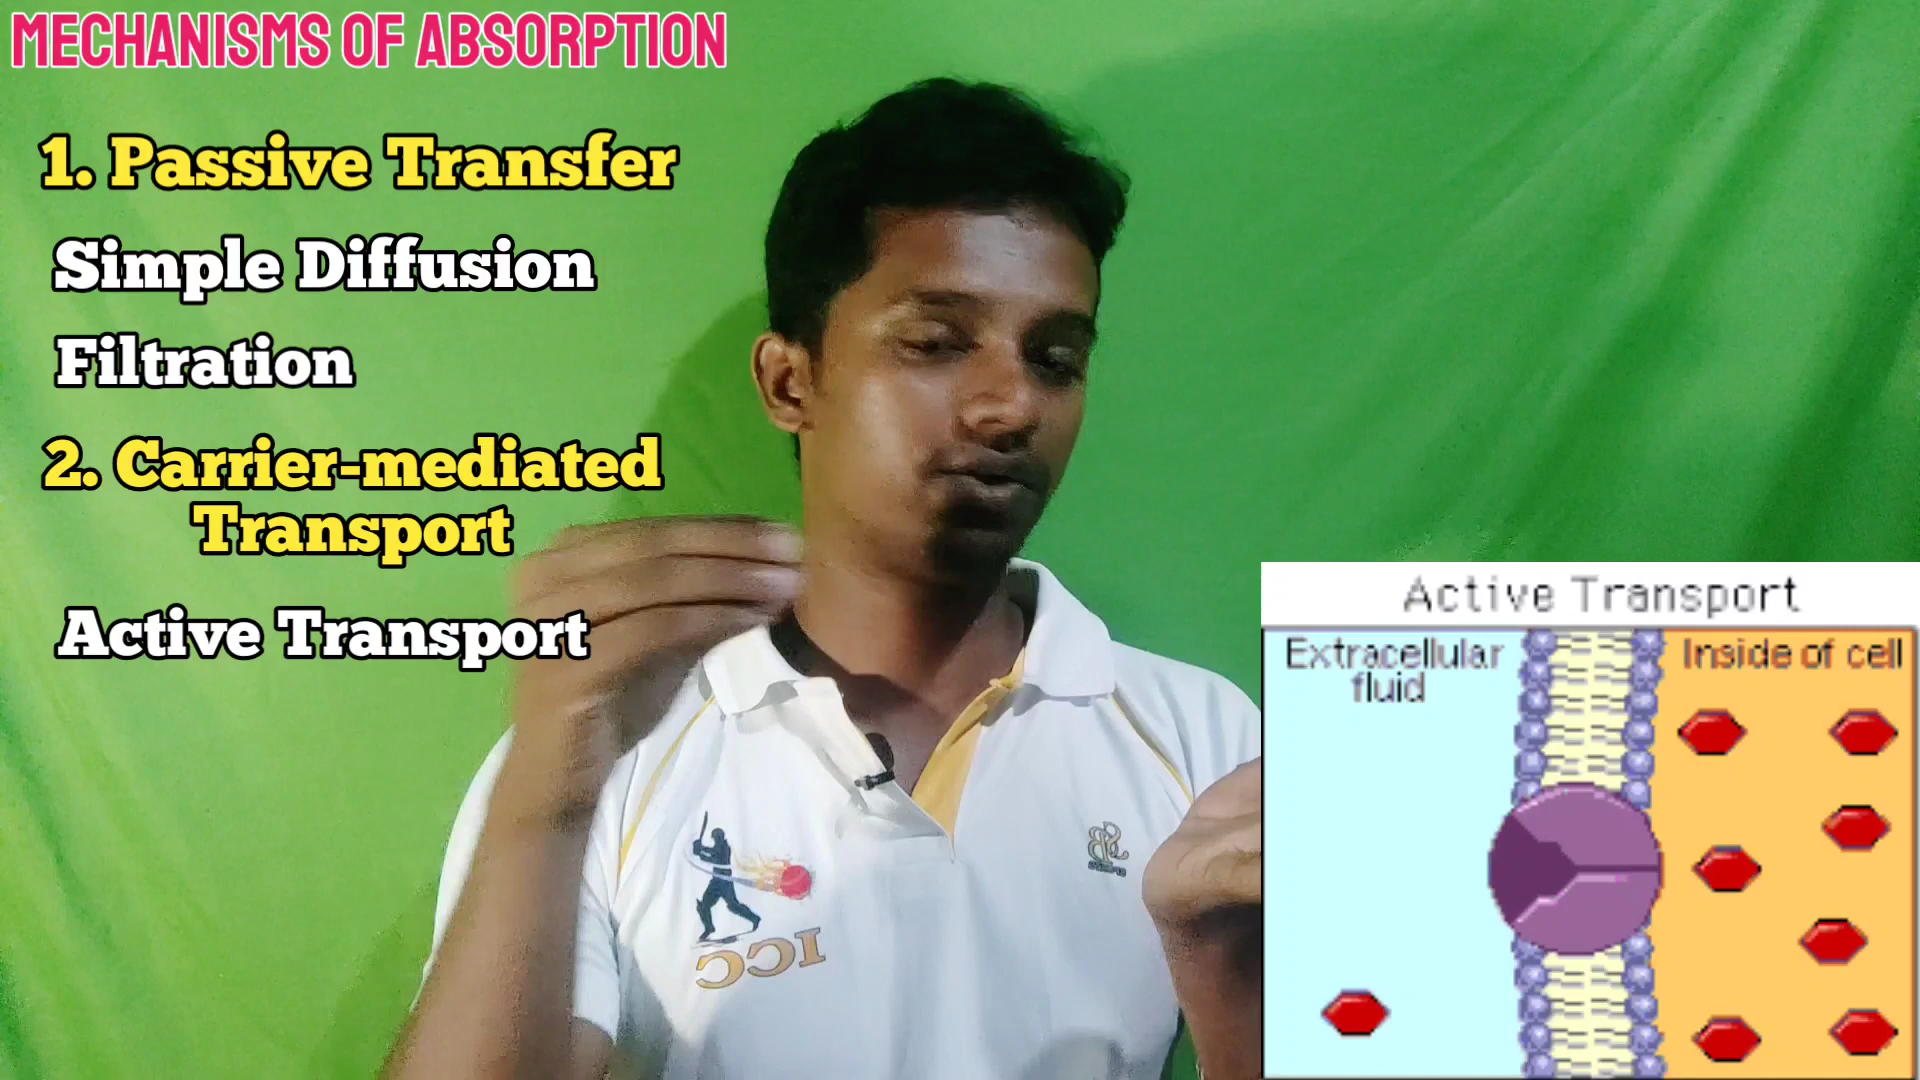 MECHANISMS OF ABSORPTION
1. Passive Transfer
Simple Diffusion
Filtration
2. Carrier-mediated
Transport
Active Transport
Active Transport
Extracellular
fluid
Inside of cell
ICC